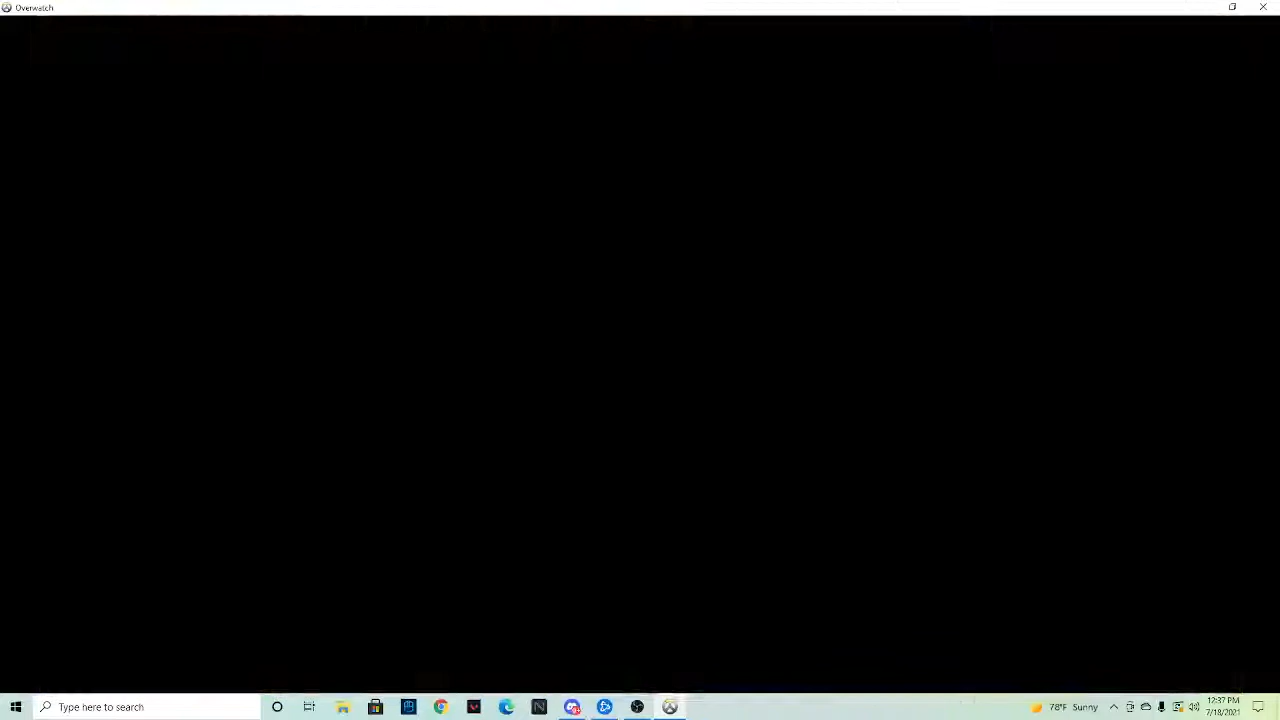 Overwatch
Type here to search
78°F Sunny
12:37 PM
7/18/2021